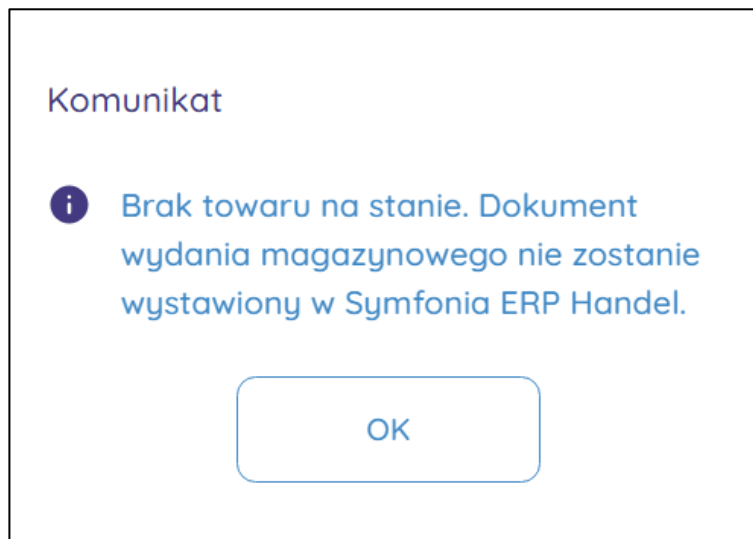 Komunikat
Brak towaru na stanie. Dokument
wydania magazynowego nie zostanie
wystawiony w Symfonia ERP Handel.
OK